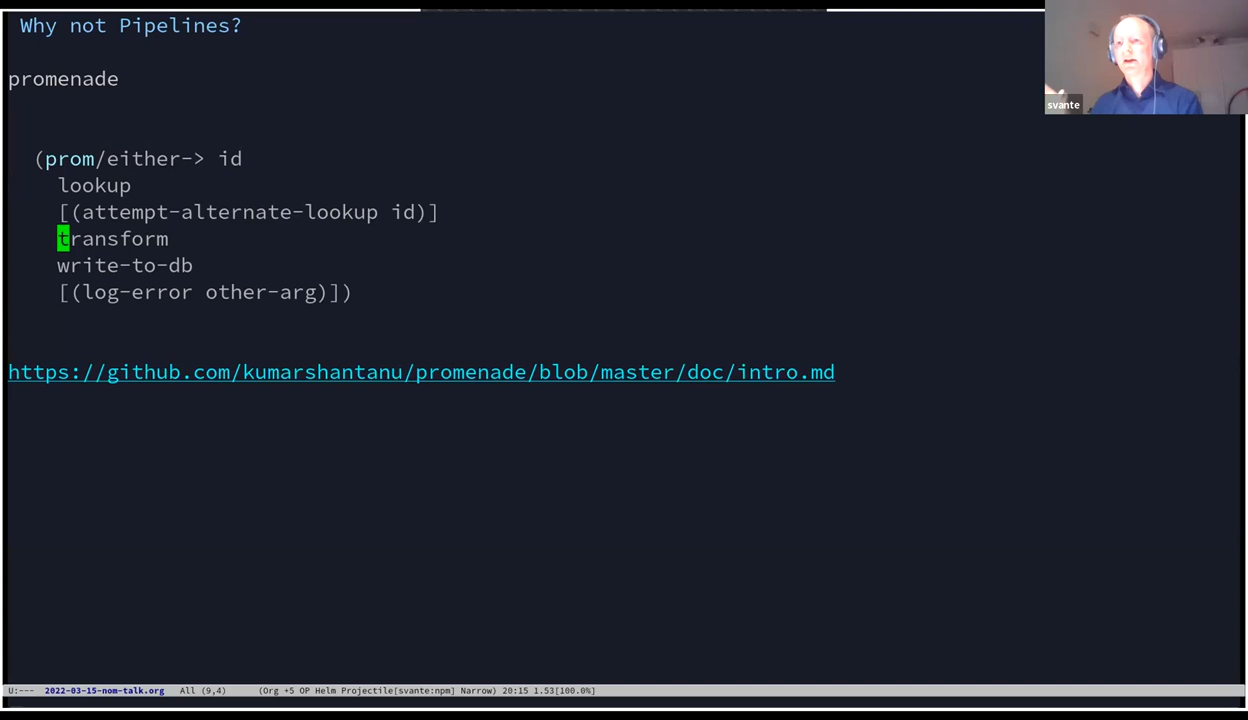 Why not Pipelines?
promenade
svante
(prom/either-> id
lookup
[(attempt-alternate-lookup id)]
transform
write-to-db
[(log-error other-arg)])
https://github.com/kumarshantanu/promenade/blob/master/doc/intro.md
U:--- 2022-03-15-nom-talk.org All (9,4) (Org +5 OP Helm Projectile[svante:npm] Narrow) 20:15 1.53[100.0%]